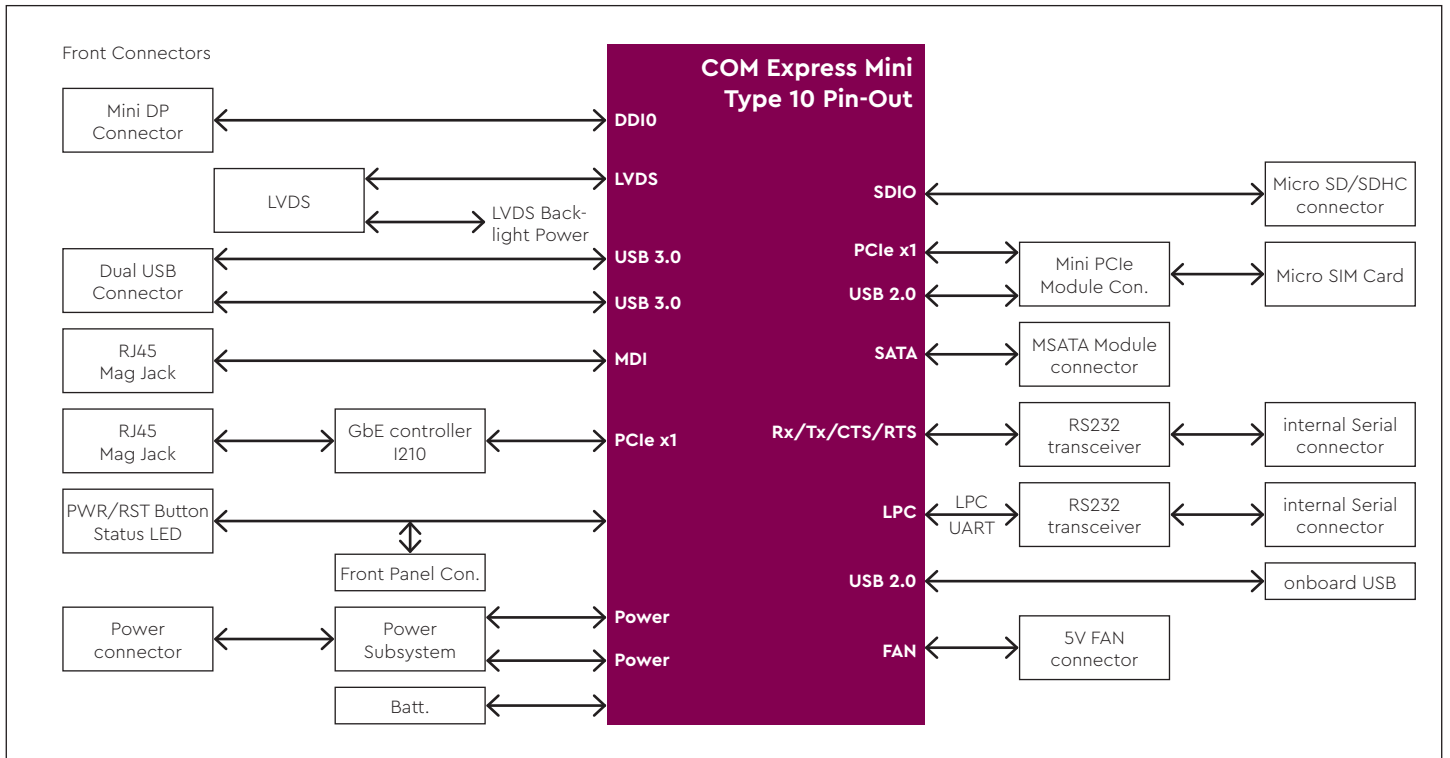 Front Connectors
COM Express Mini
Type 10 Pin-Out
Mini DP
Connector
DDI0
LVDS
LVDS
LVDS Back-
light Power
Dual USB
Connector
USB 3.0
USB 3.0
RJ45
Mag Jack
MDI
RJ45
Mag Jack
GbE controller
I210
PCIe x1
PWR/RST Button
Status LED
Front Panel Con.
Power
connector
Power
Subsystem
Power
Power
Batt.
SDIO
Micro SD/SDHC
connector
PCIe x1
USB 2.0
Mini PCIe
Module Con.
Micro SIM Card
SATA
MSATA Module
connector
Rx/Tx/CTS/RTS
RS232
transceiver
internal Serial
connector
LPC
LPC
UART
RS232
transceiver
internal Serial
connector
USB 2.0
onboard USB
FAN
5V FAN
connector